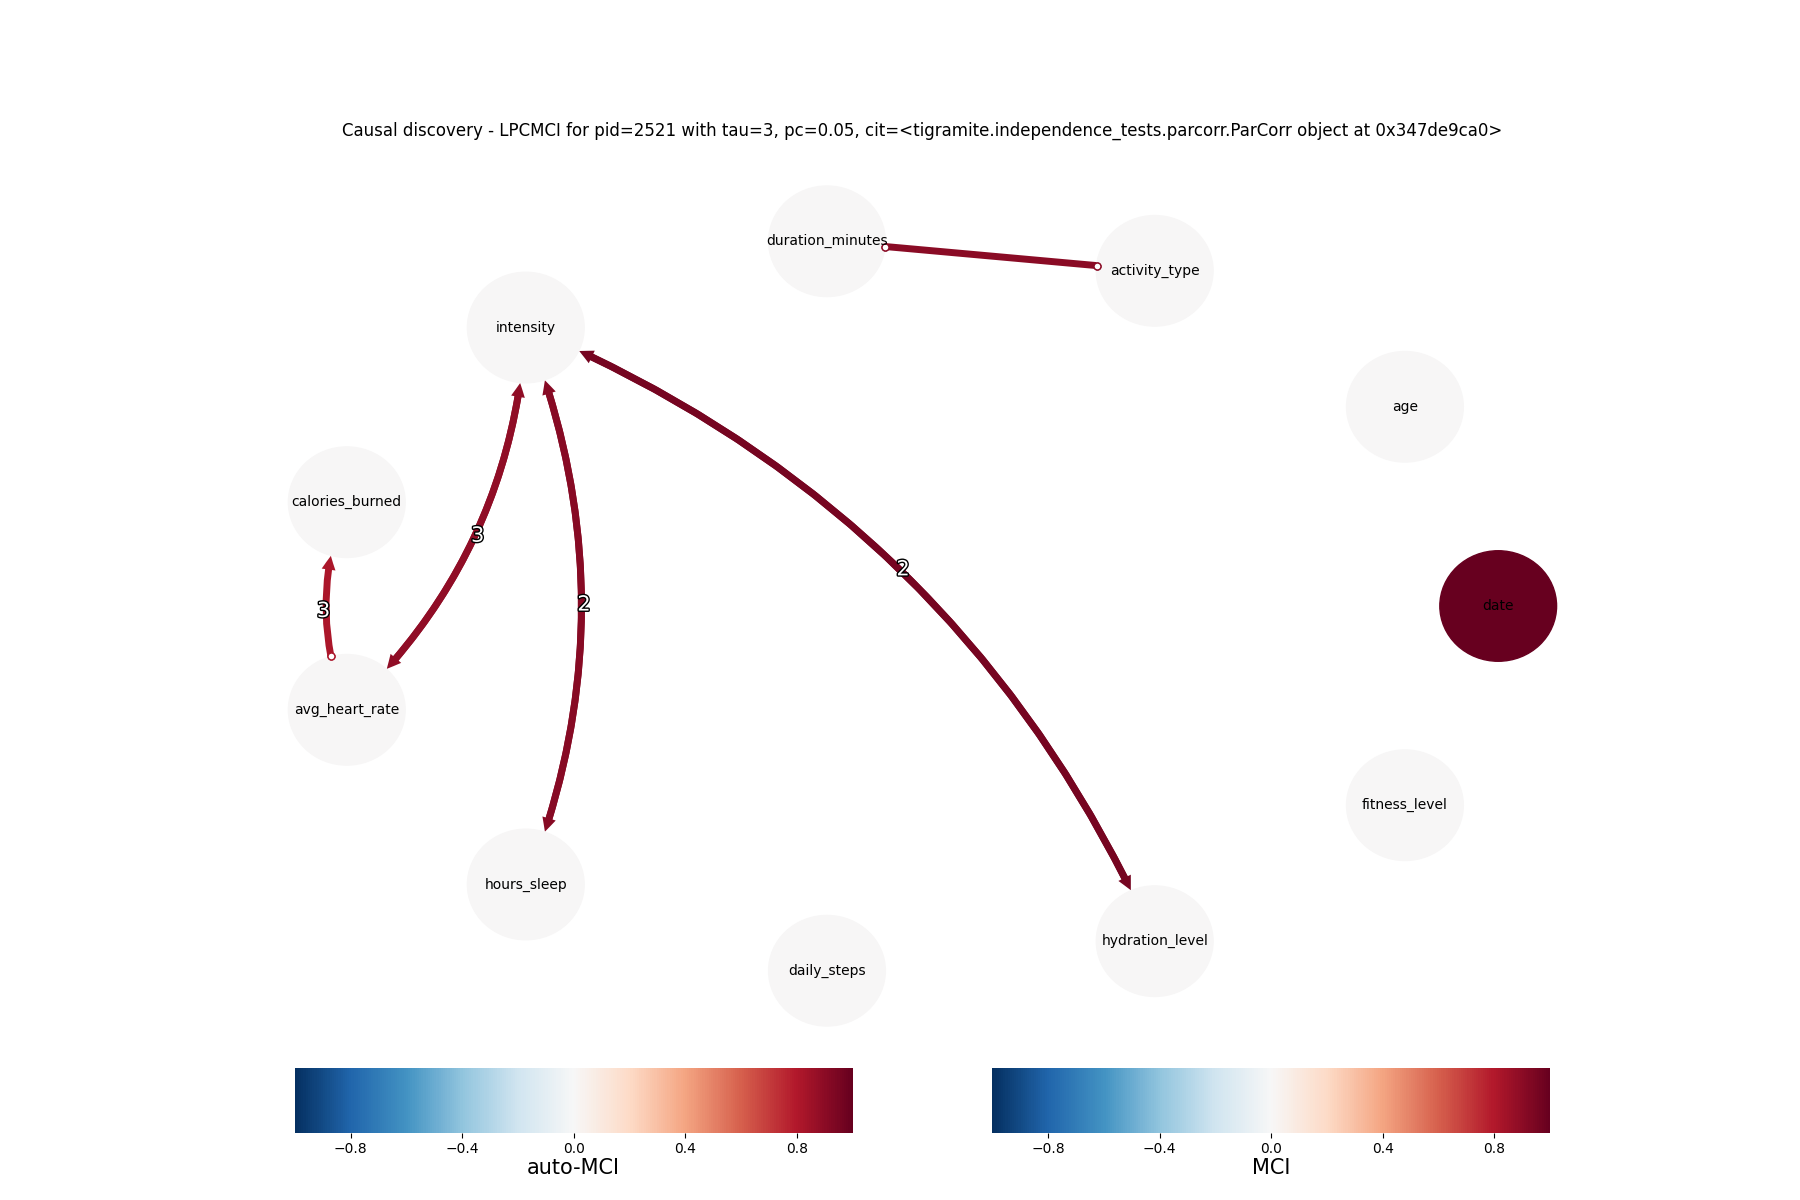 Causal discovery - LPCMCI for pid=2521 with tau=3, pc=0.05, cit=<tigramite.independence_tests.parcorr.ParCorr object at 0x347de9ca0>
duration_minutes
activity_type
intensity
age
calories_burned
3
2
date
3
2
avg_heart_rate
fitness_level
hours_sleep
hydration_level
daily_steps
−0.8 −0.4 0.0 0.4 0.8
auto-MCI
−0.8 −0.4 0.0 0.4 0.8
MCI